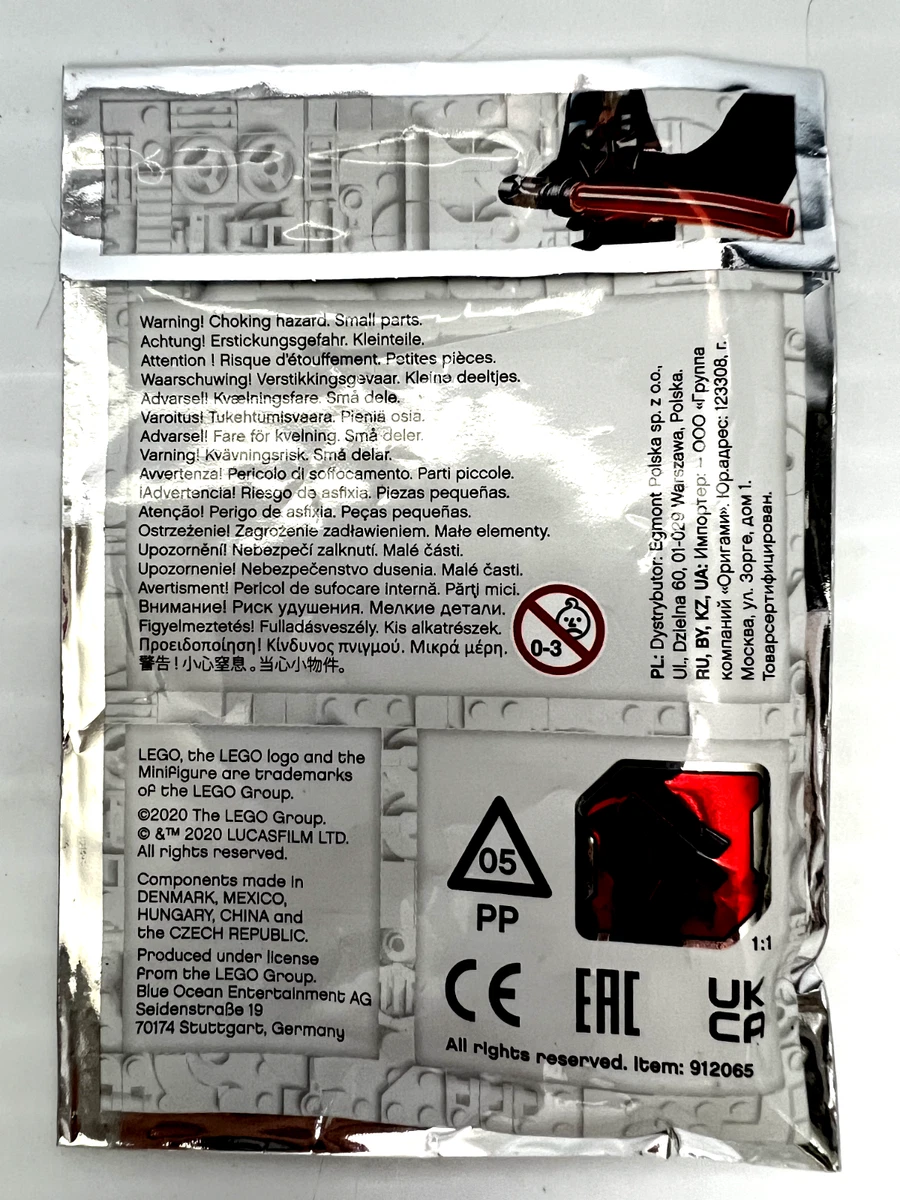 Warning! Choking hazard. Small parts.
Achtung! Erstickungsgefahr. Kleinteile.
Attention ! Risque d'étouffement. Petites pièces.
Waarschuwing! Verstikkingsgevaar. Kleine deeltjes.
Advarsel! Kvælningsfare. Små dele.
Varoitus! Tukehtumisvaara. Pieniä osia.
Advarsel! Fare för kvelning. Små deler.
Varning! Kvävningsrisk. Små delar.
Avvertenza! Pericolo di soffocamento. Parti piccole.
¡Advertencia! Riesgo de asfixia. Piezas pequeñas.
Atenção! Perigo de asfixia. Peças pequenas.
Ostrzeżenie! Zagrożenie zadławieniem. Małe elementy.
Upozornění! Nebezpečí zalknutí. Malé části.
Upozornenie! Nebezpečenstvo dusenia. Malé časti.
Avertisment! Pericol de sufocare internă. Părţi mici.
Внимание! Риск удушения. Мелкие детали.
Figyelmeztetés! Fulladásveszély. Kis alkatrészek.
Προειδοποίηση! Κίνδυνος πνιγμού. Μικρά μέρη.
警告!小心窒息。当心小物件。
0-3
PL: Dystrybutor: Egmont Polska sp. z o.o.,
Ul, Dzielna 60, 01-029 Warszawa, Polska.
RU, BY, KZ, UA: Импортер: – ООО «Группа
компаний «Оригами». Юр.адрес: 123308, г.
Москва, ул. Зорге, дом 1.
Товарсертифицирован.
LEGO, the LEGO logo and the
Minifigure are trademarks
of the LEGO Group.
©2020 The LEGO Group.
© &™ 2020 LUCASFILM LTD.
All rights reserved.
Components made in
DENMARK, MEXICO,
HUNGARY, CHINA and
the CZECH REPUBLIC.
Produced under license
from the LEGO Group.
Blue Ocean Entertainment AG
Seidenstraße 19
70174 Stuttgart, Germany
05
PP
1:1
CE
EAC
UK
CA
All rights reserved. Item: 912065